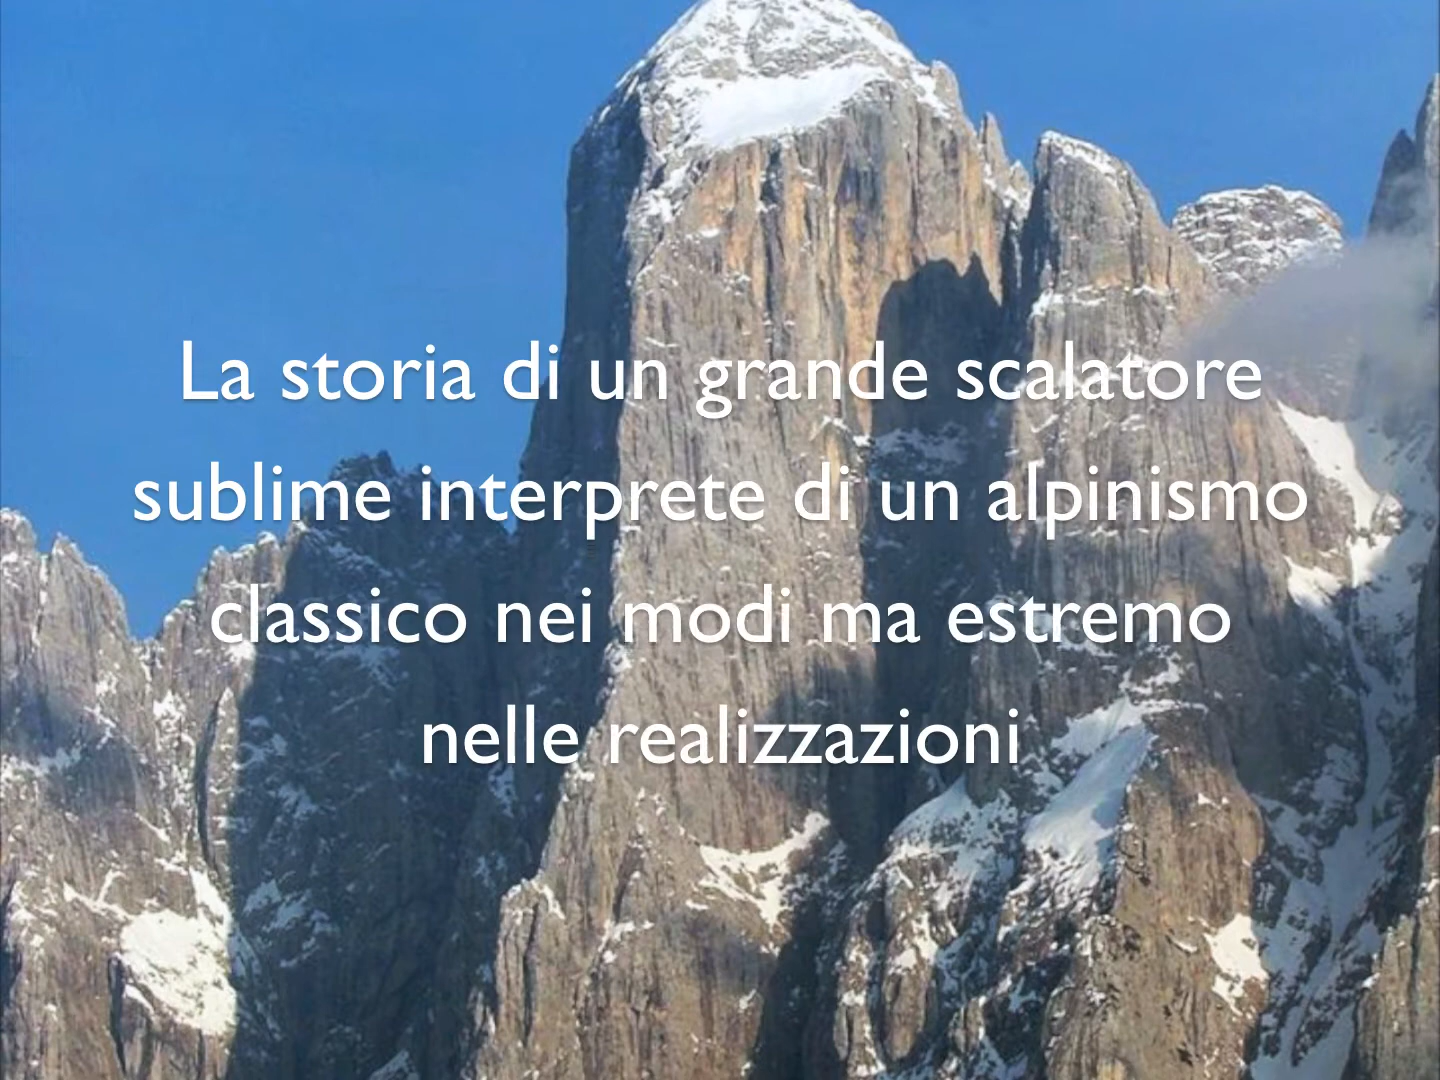 La storia di un grande scalatore
sublime interprete di un alpinismo
classico nei modi ma estremo
nelle realizzazioni